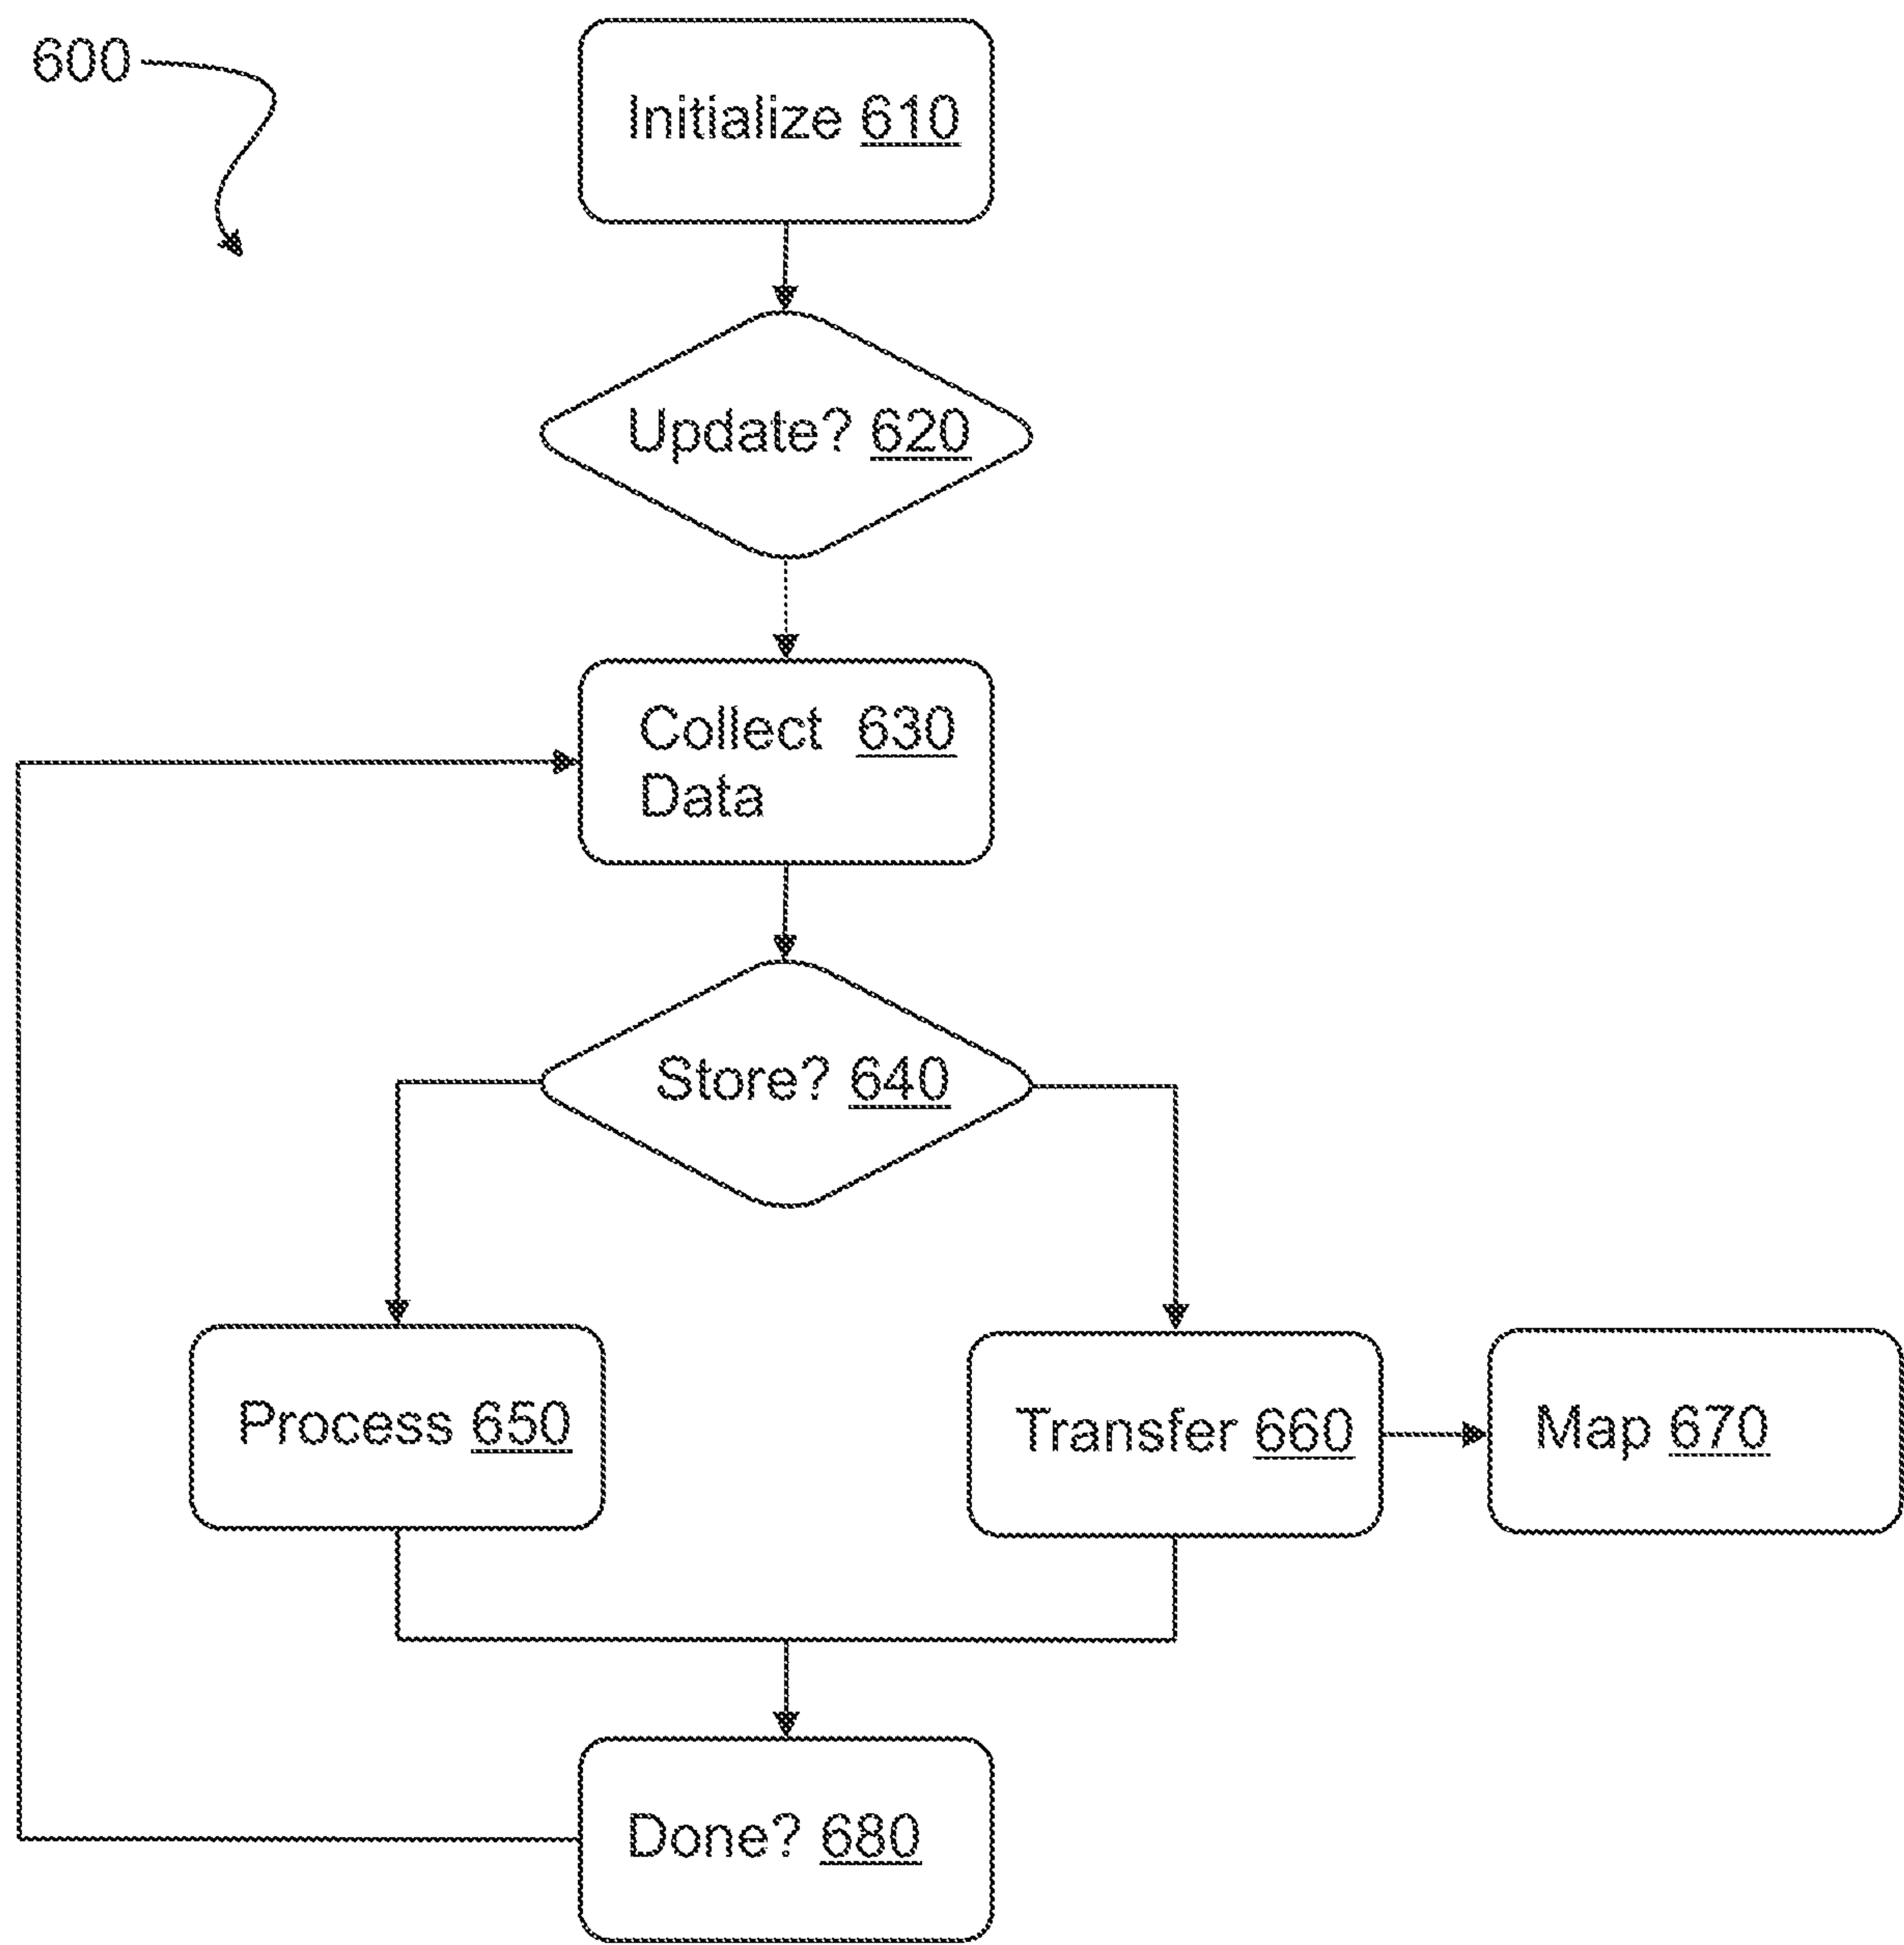 600
Initialize 610
Update? 620
Collect 630
Data
Store? 640
Process 650
Transfer 660
Map 670
Done? 680